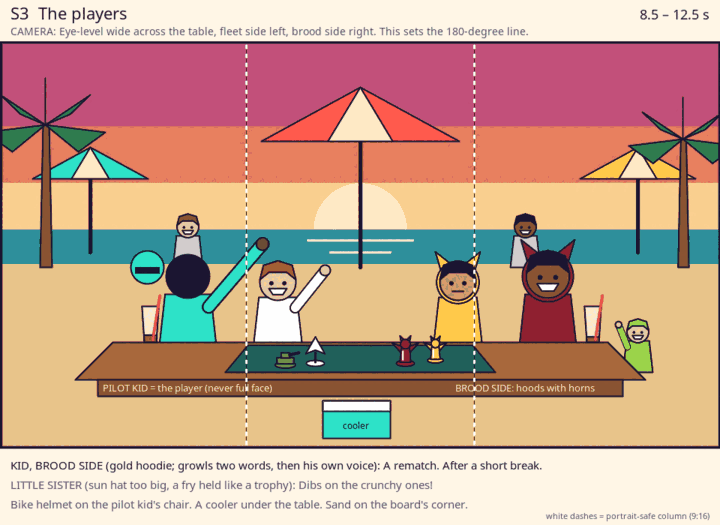 S3 The players
8.5 – 12.5 s
CAMERA: Eye-level wide across the table, fleet side left, brood side right. This sets the 180-degree line.
PILOT KID = the player (never full face)
BROOD SIDE: hoods with horns
cooler
KID, BROOD SIDE (gold hoodie; growls two words, then his own voice): A rematch. After a short break.
LITTLE SISTER (sun hat too big, a fry held like a trophy): Dibs on the crunchy ones!
Bike helmet on the pilot kid's chair. A cooler under the table. Sand on the board's corner.
white dashes = portrait-safe column (9:16)